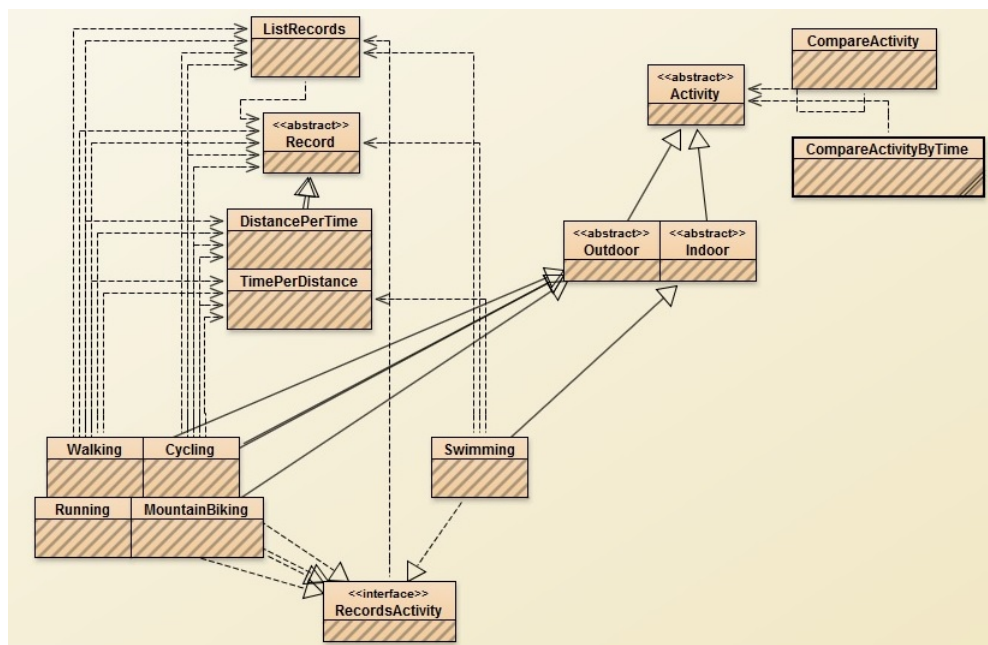 ListRecords
CompareActivity
<<abstract>>
Activity
<<abstract>>
Record
CompareActivityByTime
DistancePerTime
<<abstract>>
Outdoor
<<abstract>>
Indoor
TimePerDistance
Walking
Cycling
Swimming
Running
MountainBiking
<<interface>>
RecordsActivity